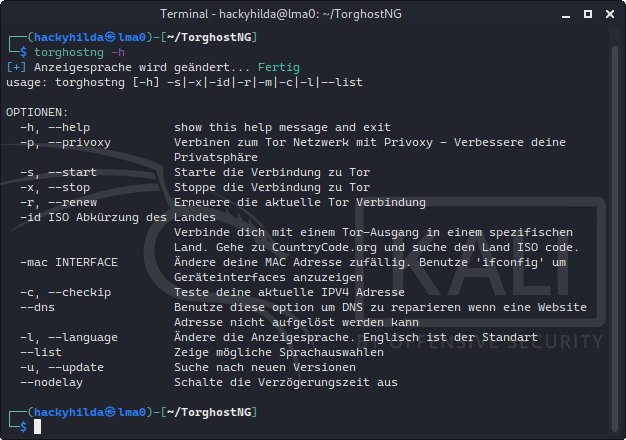 Terminal - hackyhilda@lma0: ~/TorghostNG
┌──(hackyhilda㉿lma0)-[~/TorghostNG]
└─$ torghostng -h
[+] Anzeigesprache wird geändert... Fertig
usage: torghostng [-h] -s|-x|-id|-r|-m|-c|-l|--list
OPTIONEN:
-h, --help show this help message and exit
-p, --privoxy Verbinen zum Tor Netzwerk mit Privoxy - Verbessere deine
Privatsphäre
-s, --start Starte die Verbindung zu Tor
-x, --stop Stoppe die Verbindung zu Tor
-r, --renew Erneuere die aktuelle Tor Verbindung
-id ISO Abkürzung des Landes
Verbinde dich mit einem Tor-Ausgang in einem spezifischen
Land. Gehe zu CountryCode.org und suche den Land ISO code.
-mac INTERFACE Ändere deine MAC Adresse zufällig. Benutze 'ifconfig' um
Geräteinterfaces anzuzeigen
-c, --checkip Teste deine aktuelle IPV4 Adresse
--dns Benutze diese option um DNS zu reparieren wenn eine Website
Adresse nicht aufgelöst werden kann
-l, --language Ändere die Anzeigesprache. Englisch ist der Standart
--list Zeige mögliche Sprachauswahlen
-u, --update Suche nach neuen Versionen
--nodelay Schalte die Verzögerungszeit aus
┌──(hackyhilda㉿lma0)-[~/TorghostNG]
└─$
KALI
BY OFFENSIVE SECURITY